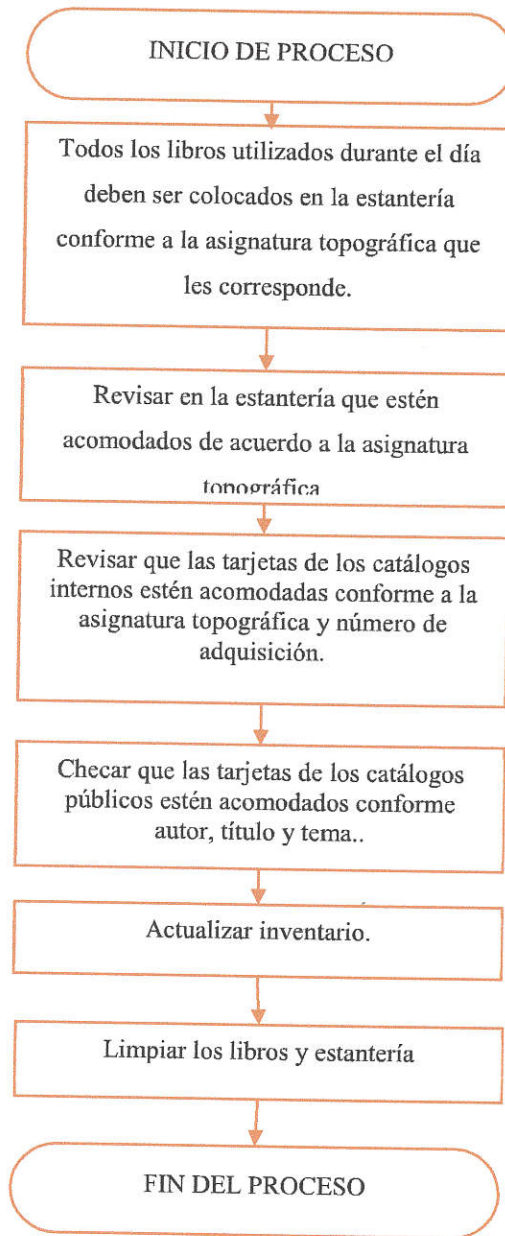 INICIO DE PROCESO
Todos los libros utilizados durante el día
deben ser colocados en la estantería
conforme a la asignatura topográfica que
les corresponde.
Revisar en la estantería que estén
acomodados de acuerdo a la asignatura
topográfica
Revisar que las tarjetas de los catálogos
internos estén acomodadas conforme a la
asignatura topográfica y número de
adquisición.
Checar que las tarjetas de los catálogos
públicos estén acomodados conforme
autor, título y tema..
Actualizar inventario.
Limpiar los libros y estantería
FIN DEL PROCESO